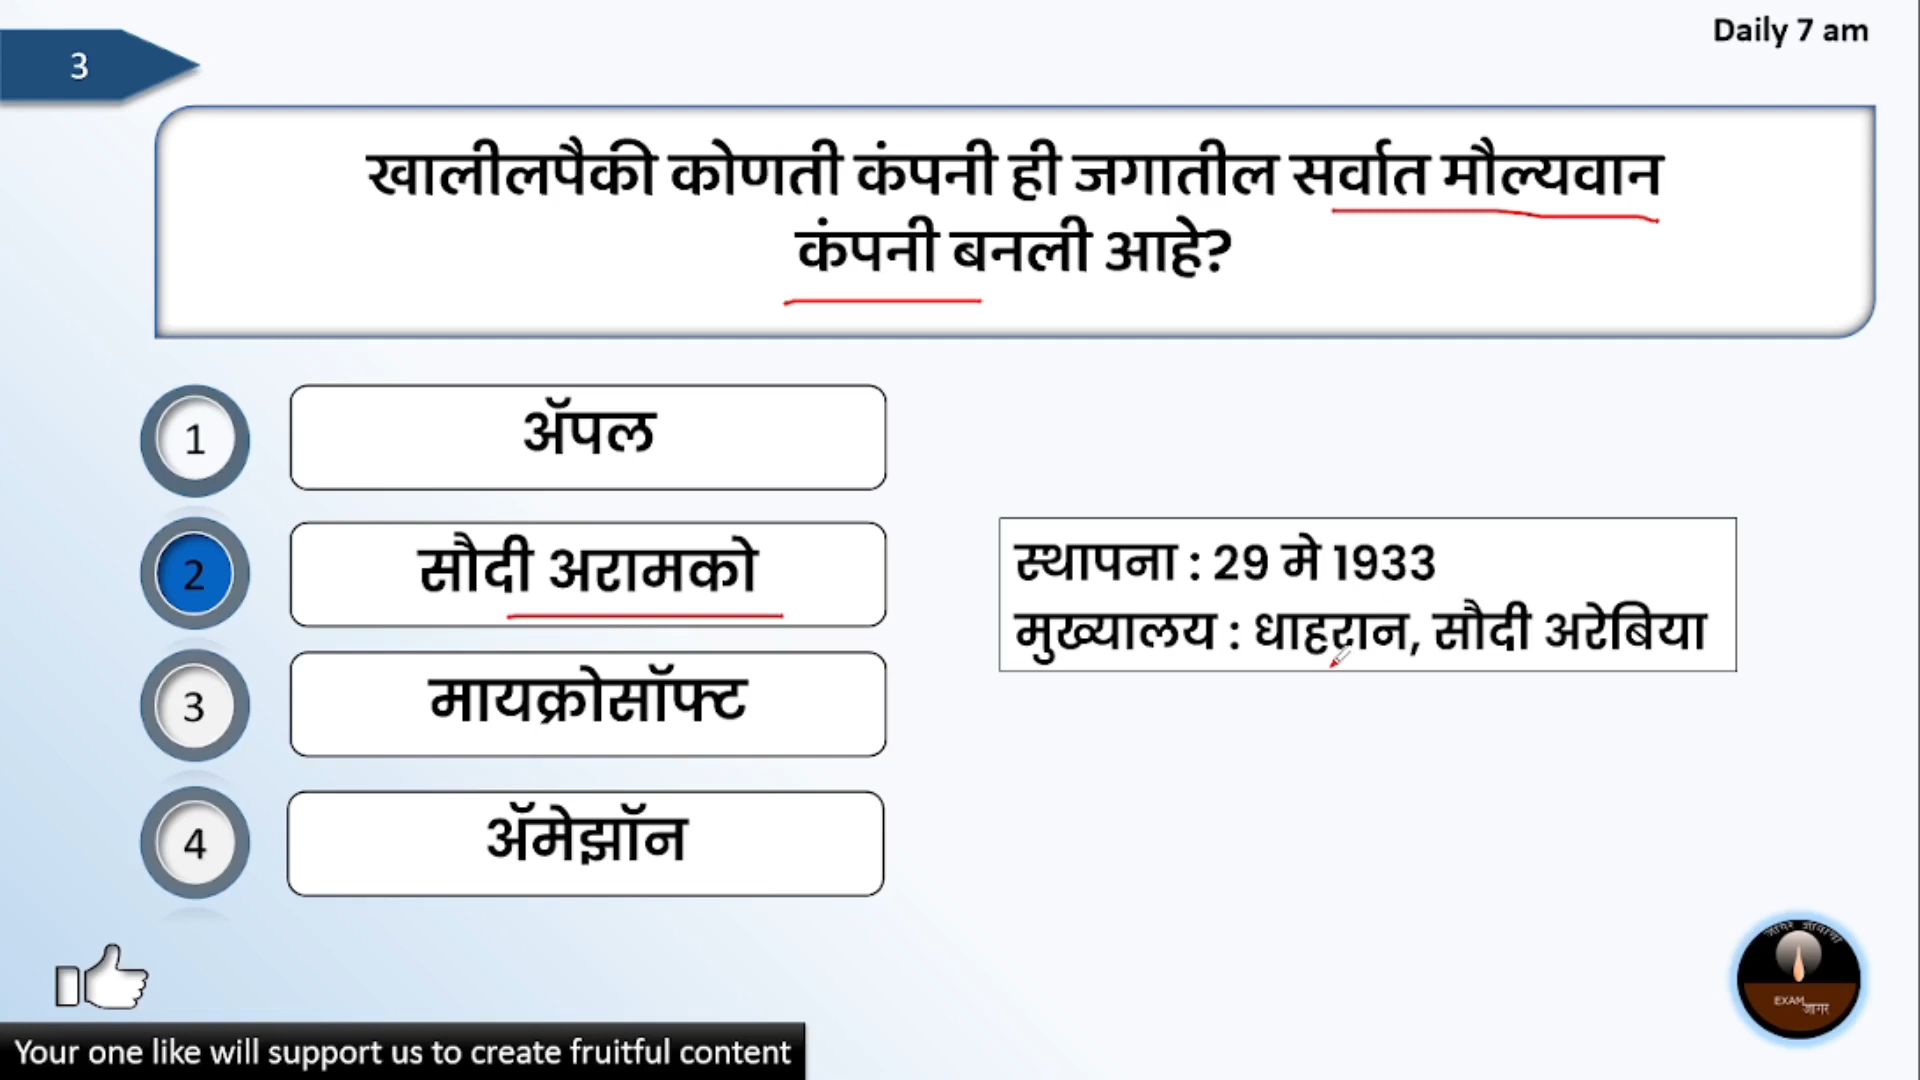 Daily 7 am
3
खालीलपैकी कोणती कंपनी ही जगातील सर्वात मौल्यवान
कंपनी बनली आहे?
1
ॲपल
2
सौदी अरामको
स्थापना : 29 मे 1933
मुख्यालय : धाहरान, सौदी अरेबिया
3
मायक्रोसॉफ्ट
4
ॲमेझॉन
EXAM
जागर
Your one like will support us to create fruitful content